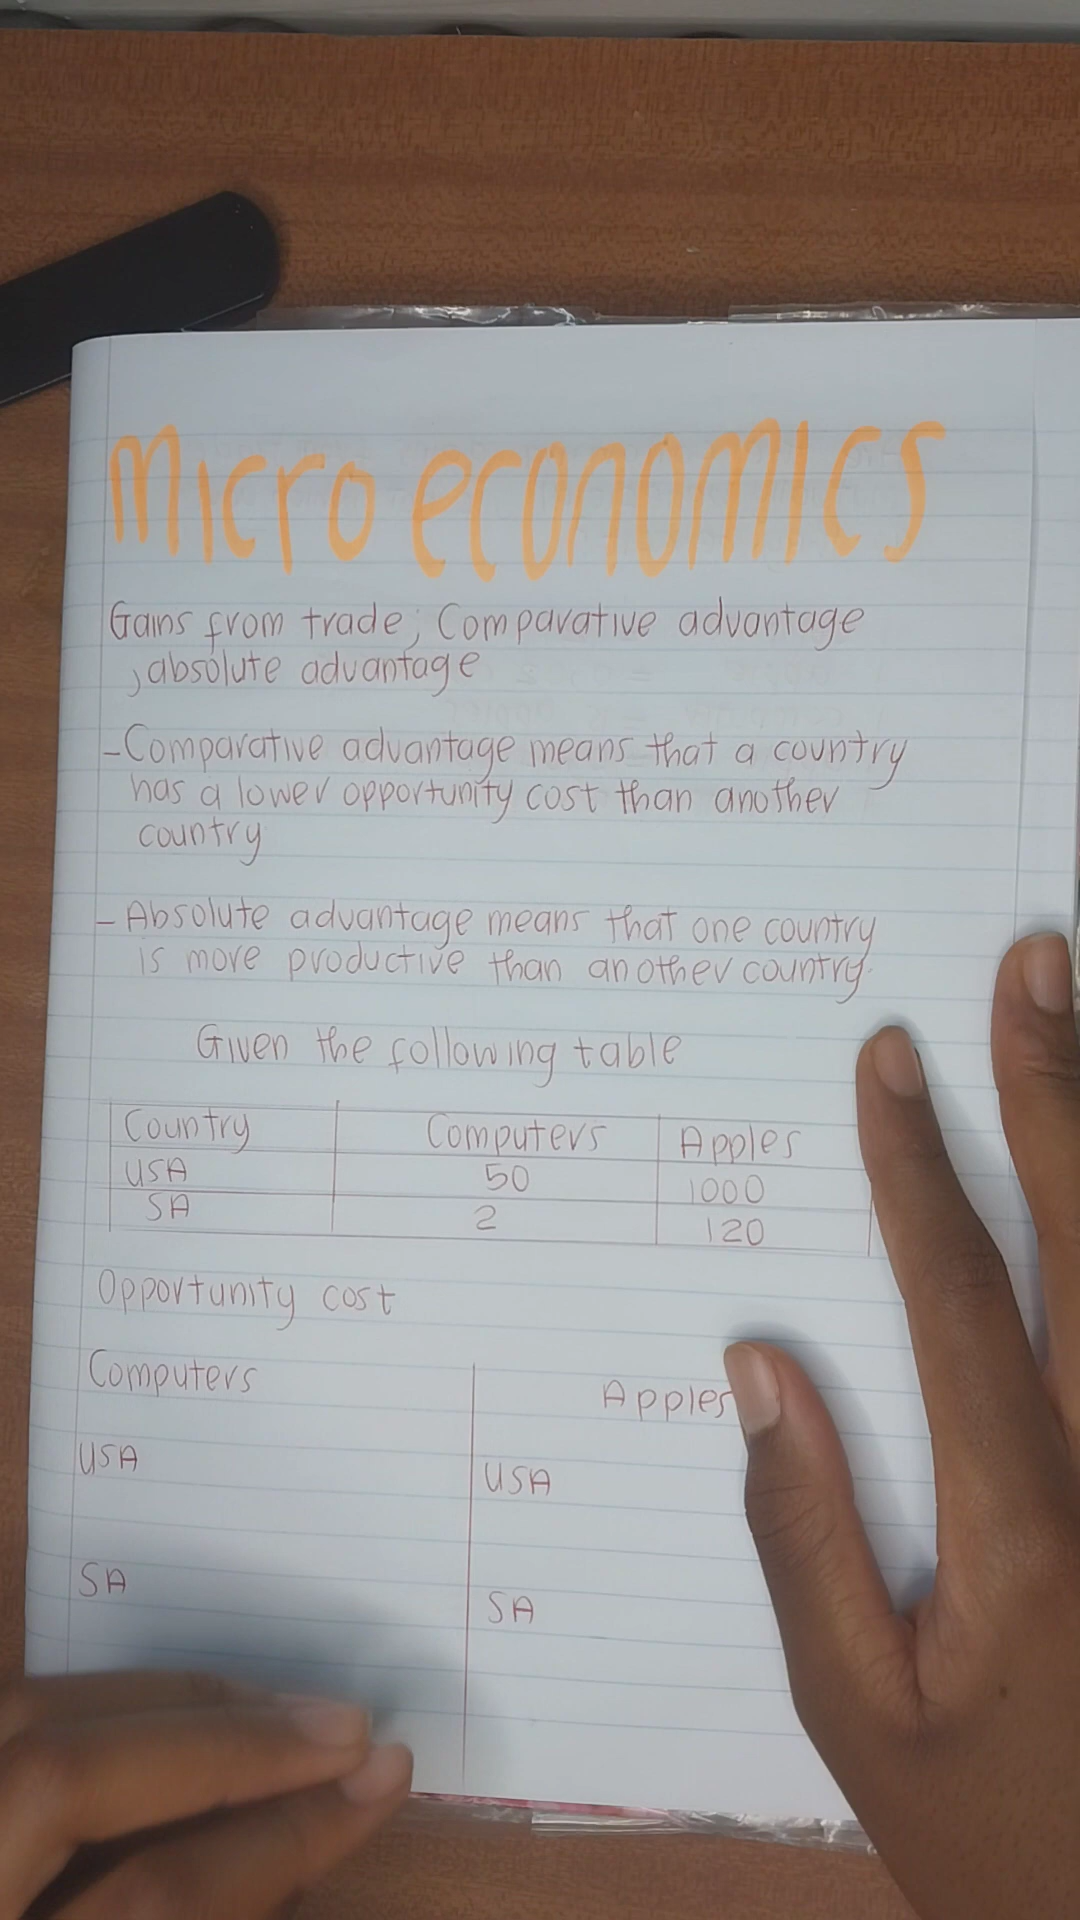 Microeconomics
Gains from trade; Comparative advantage
, absolute advantage
- Comparative advantage means that a country
has a lower opportunity cost than another
country
- Absolute advantage means that one country
is more productive than another country.
Given the following table
Country Computers Apples
USA 50 1000
SA 2 120
Opportunity cost
Computers Apples
USA USA
SA SA